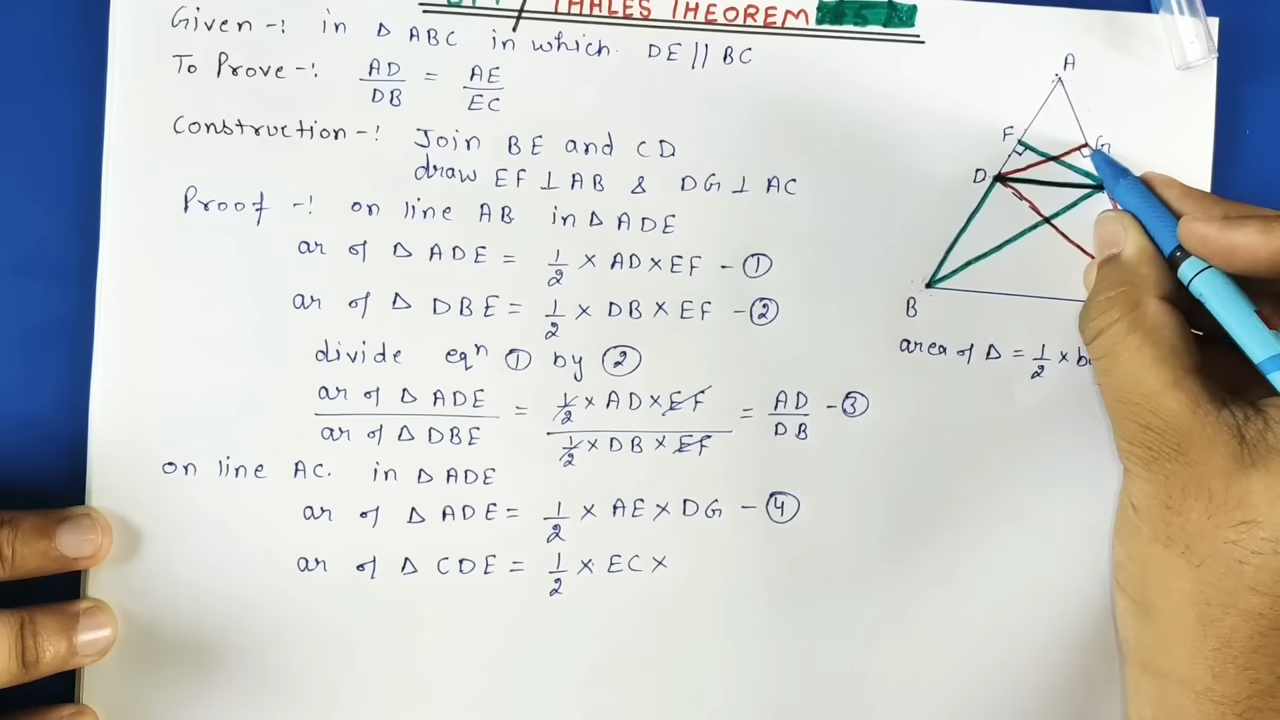 THALES THEOREM
Given -: in Δ ABC in which. DE || BC
To Prove -: AD/DB = AE/EC
Construction -: Join BE and CD
draw EF ⊥ AB & DG ⊥ AC
Proof -: on line AB in Δ ADE
ar of Δ ADE = 1/2 × AD × EF - ①
ar of Δ DBE = 1/2 × DB × EF - ②
divide eqⁿ ① by ②
ar of Δ ADE / ar of Δ DBE = 1/2 × AD × EF / 1/2 × DB × EF = AD/DB - ③
on line AC. in Δ ADE
ar of Δ ADE = 1/2 × AE × DG - ④
ar of Δ CDE = 1/2 × EC ×
A
F
G
D
B
area of Δ = 1/2 × b